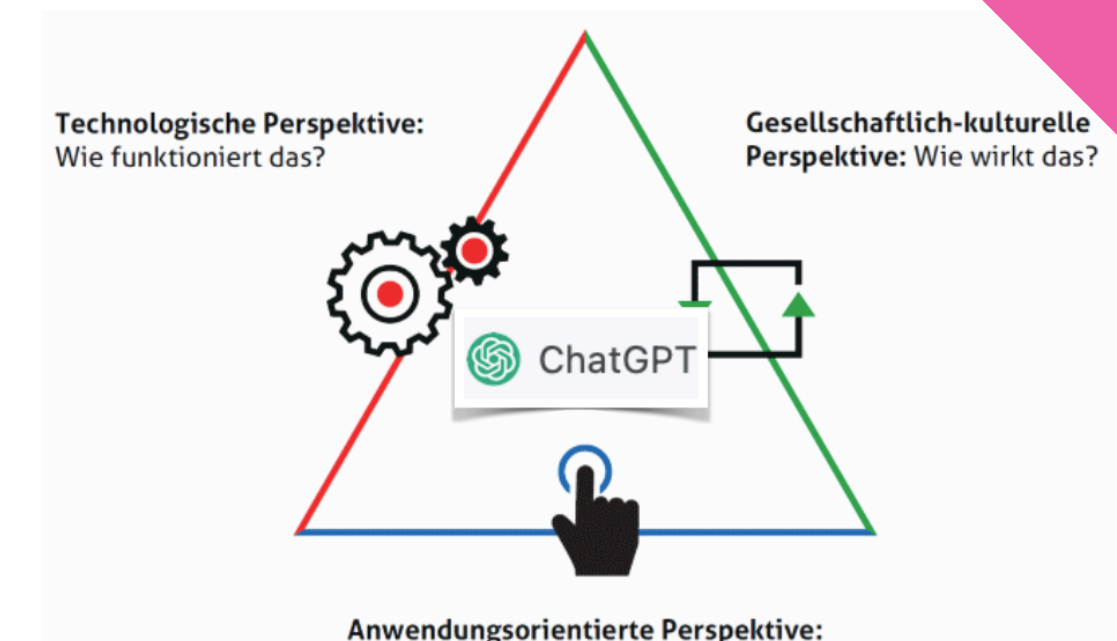 Technologische Perspektive:
Wie funktioniert das?
Gesellschaftlich-kulturelle
Perspektive: Wie wirkt das?
ChatGPT
Anwendungsorientierte Perspektive: